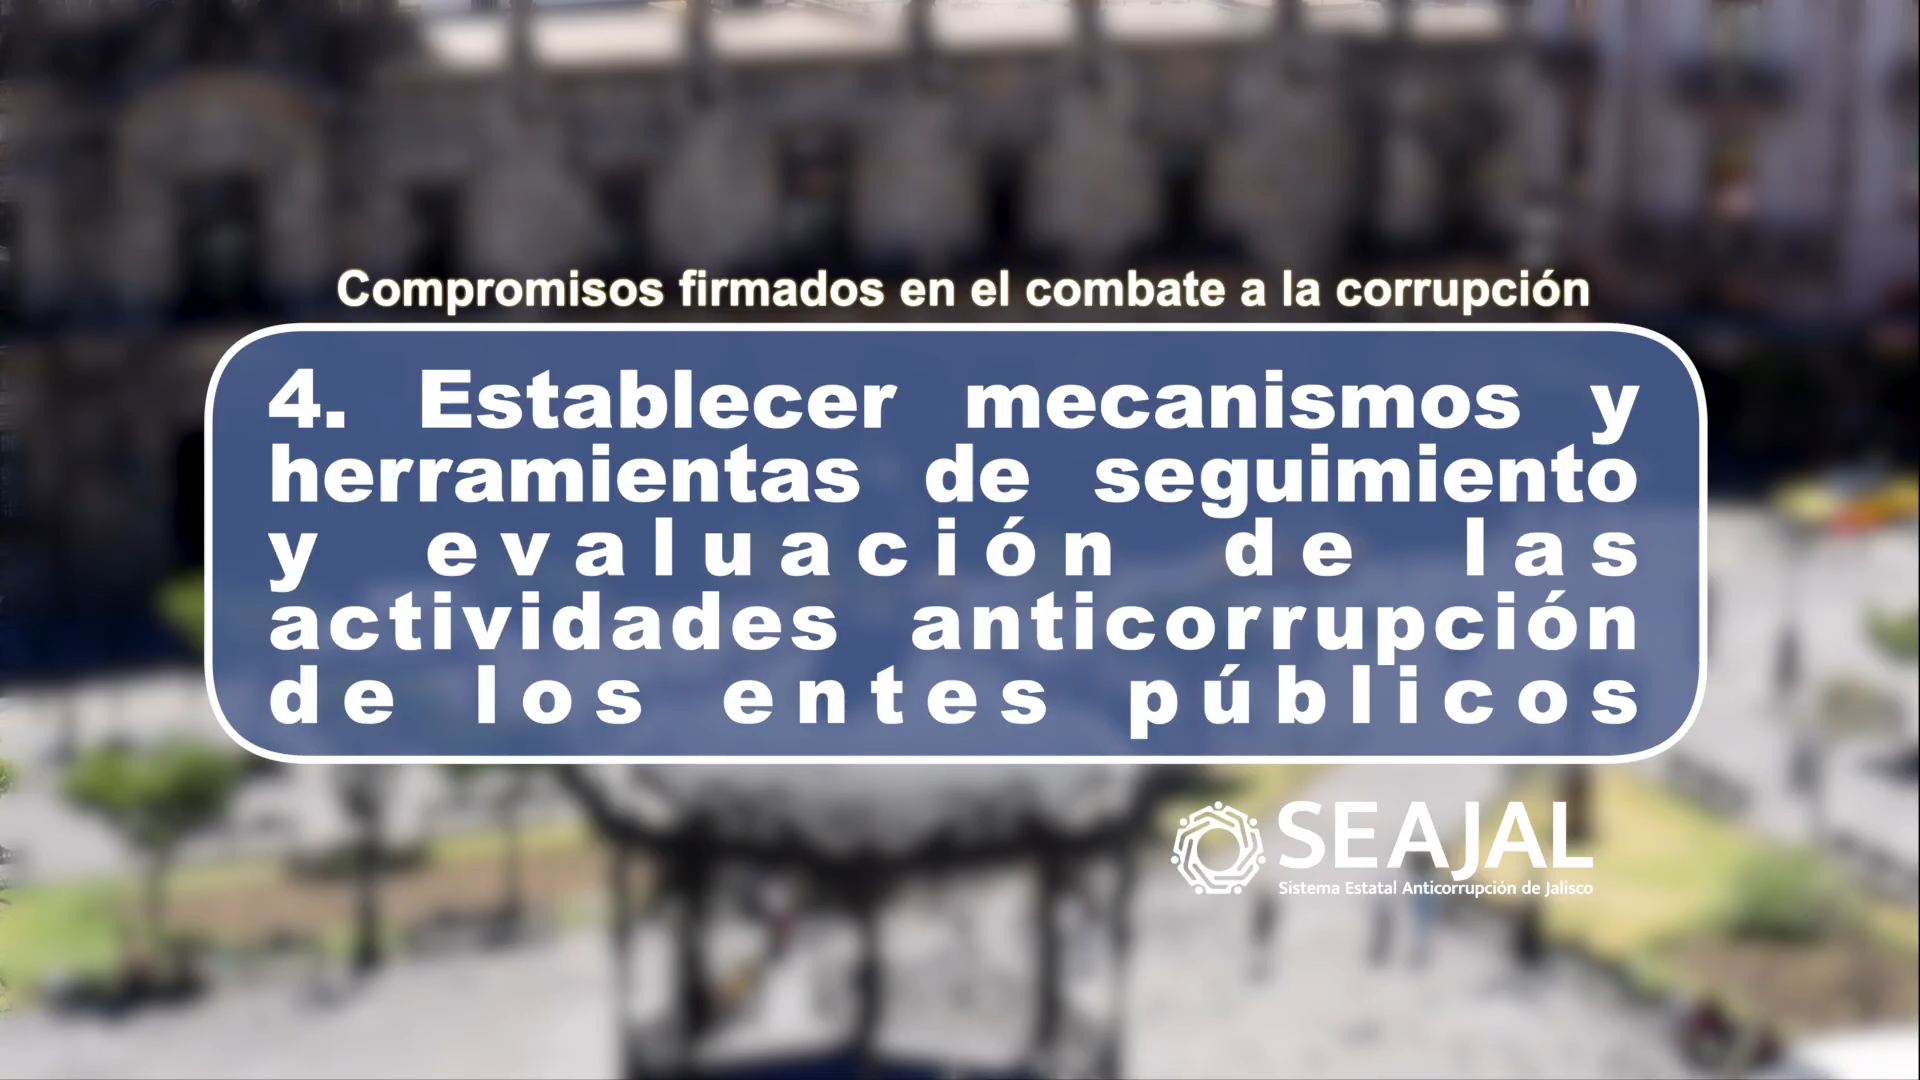 Compromisos firmados en el combate a la corrupción
4. Establecer mecanismos y
herramientas de seguimiento
y evaluación de las
actividades anticorrupción
de los entes públicos
SEAJAL
Sistema Estatal Anticorrupción de Jalisco